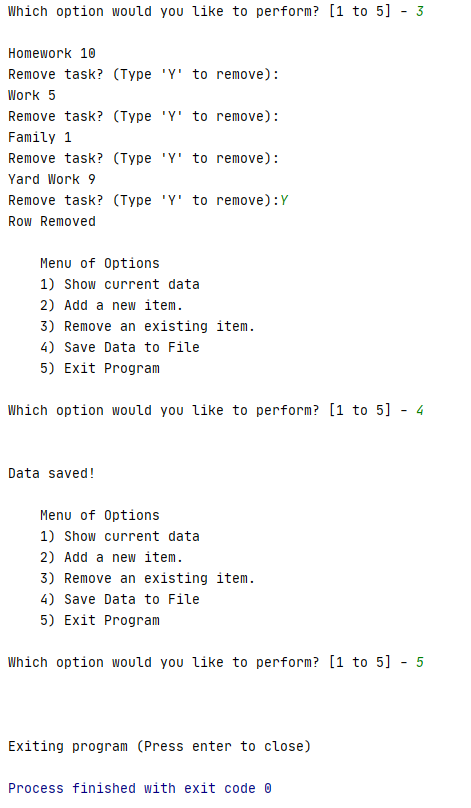 Which option would you like to perform? [1 to 5] - 3
Homework 10
Remove task? (Type 'Y' to remove):
Work 5
Remove task? (Type 'Y' to remove):
Family 1
Remove task? (Type 'Y' to remove):
Yard Work 9
Remove task? (Type 'Y' to remove):Y
Row Removed
Menu of Options
1) Show current data
2) Add a new item.
3) Remove an existing item.
4) Save Data to File
5) Exit Program
Which option would you like to perform? [1 to 5] - 4
Data saved!
Menu of Options
1) Show current data
2) Add a new item.
3) Remove an existing item.
4) Save Data to File
5) Exit Program
Which option would you like to perform? [1 to 5] - 5
Exiting program (Press enter to close)
Process finished with exit code 0